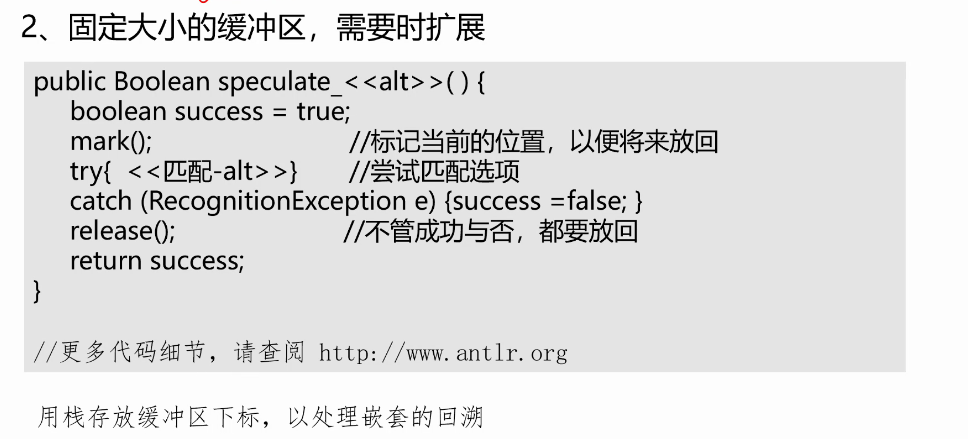 2、固定大小的缓冲区，需要时扩展
public Boolean speculate_<<alt>>( ) {
boolean success = true;
mark(); //标记当前的位置，以便将来放回
try{ <<匹配-alt>>} //尝试匹配选项
catch (RecognitionException e) {success =false; }
release(); //不管成功与否，都要放回
return success;
}
//更多代码细节，请查阅 http://www.antlr.org
用栈存放缓冲区下标，以处理嵌套的回溯